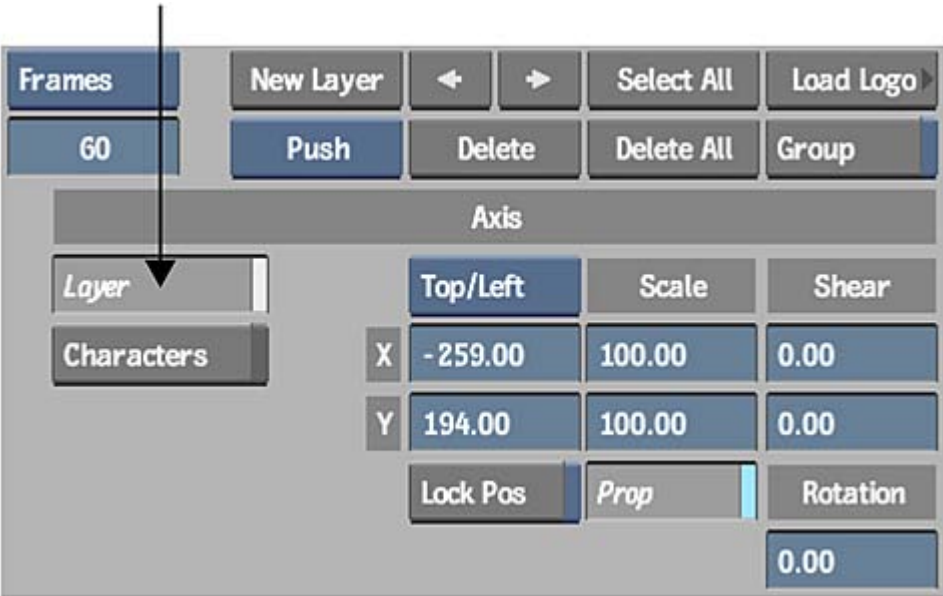 Frames New Layer Select All Load Logo
60 Push Delete Delete All Group
Axis
Layer Top/Left Scale Shear
Characters X -259.00 100.00 0.00
Y 194.00 100.00 0.00
Lock Pos Prop Rotation
0.00